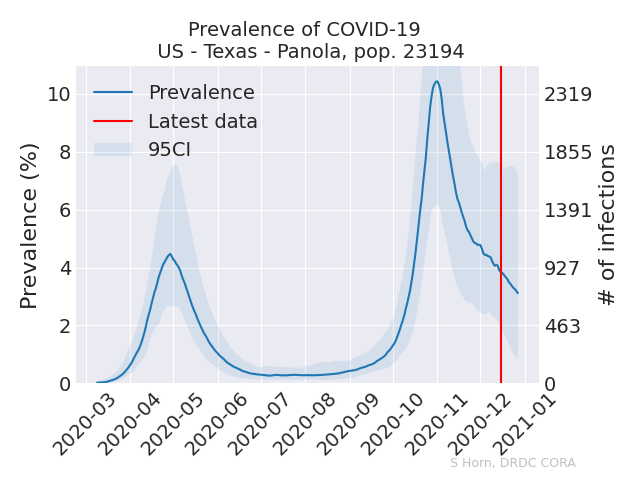 Prevalence of COVID-19
US - Texas - Panola, pop. 23194
Prevalence
Latest data
95CI
Prevalence (%)
10
8
6
4
2
0
2319
1855
1391
927
463
0
# of infections
2020-03
2020-04
2020-05
2020-06
2020-07
2020-08
2020-09
2020-10
2020-11
2020-12
2021-01
S Horn, DRDC CORA